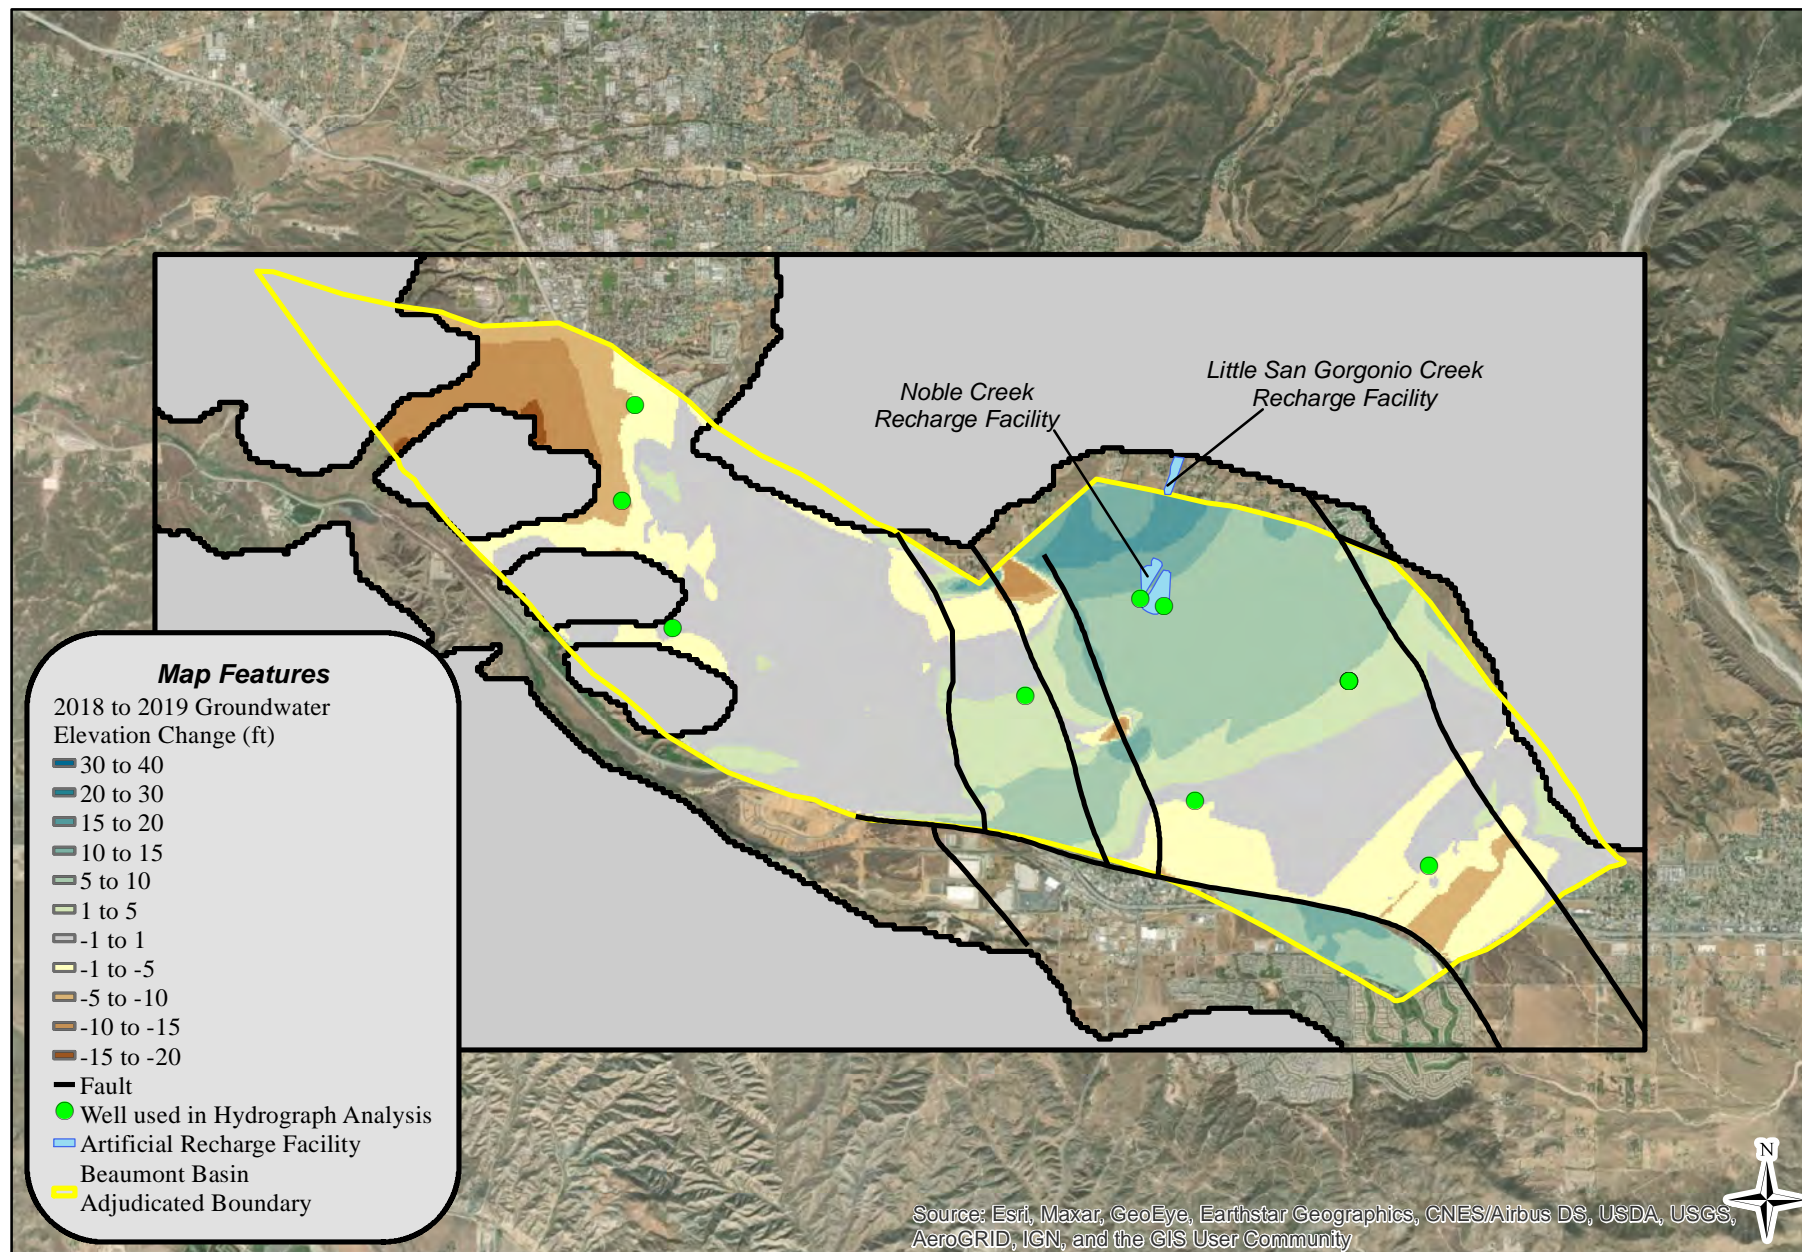 Little San Gorgonio Creek
Recharge Facility
Noble Creek
Recharge Facility
Map Features
2018 to 2019 Groundwater
Elevation Change (ft)
30 to 40
20 to 30
15 to 20
10 to 15
5 to 10
1 to 5
-1 to 1
-1 to -5
-5 to -10
-10 to -15
-15 to -20
Fault
Well used in Hydrograph Analysis
Artificial Recharge Facility
Beaumont Basin
Adjudicated Boundary
N
Source: Esri, Maxar, GeoEye, Earthstar Geographics, CNES/Airbus DS, USDA, USGS,
AeroGRID, IGN, and the GIS User Community